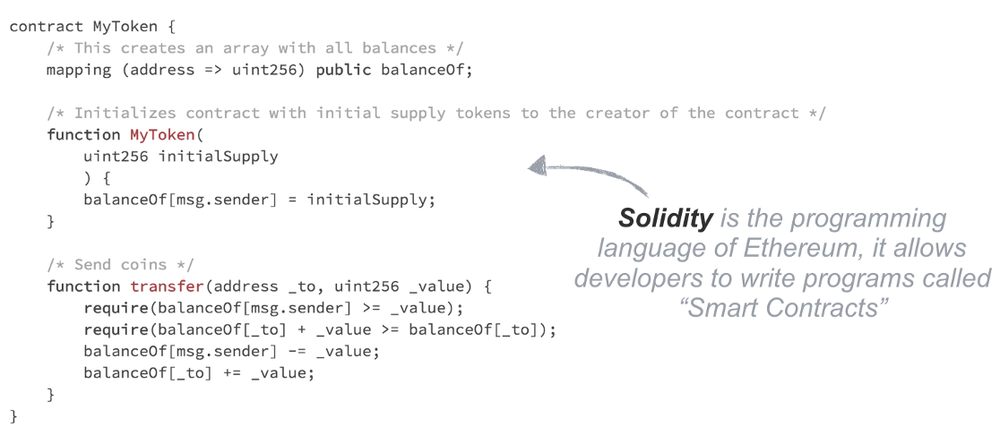 contract MyToken {
    /* This creates an array with all balances */
    mapping (address => uint256) public balanceOf;

    /* Initializes contract with initial supply tokens to the creator of the contract */
    function MyToken(
        uint256 initialSupply
        ) {
        balanceOf[msg.sender] = initialSupply;
    }

    /* Send coins */
    function transfer(address _to, uint256 _value) {
        require(balanceOf[msg.sender] >= _value);
        require(balanceOf[_to] + _value >= balanceOf[_to]);
        balanceOf[msg.sender] -= _value;
        balanceOf[_to] += _value;
    }
}
Solidity is the programming
language of Ethereum, it allows
developers to write programs called
“Smart Contracts”